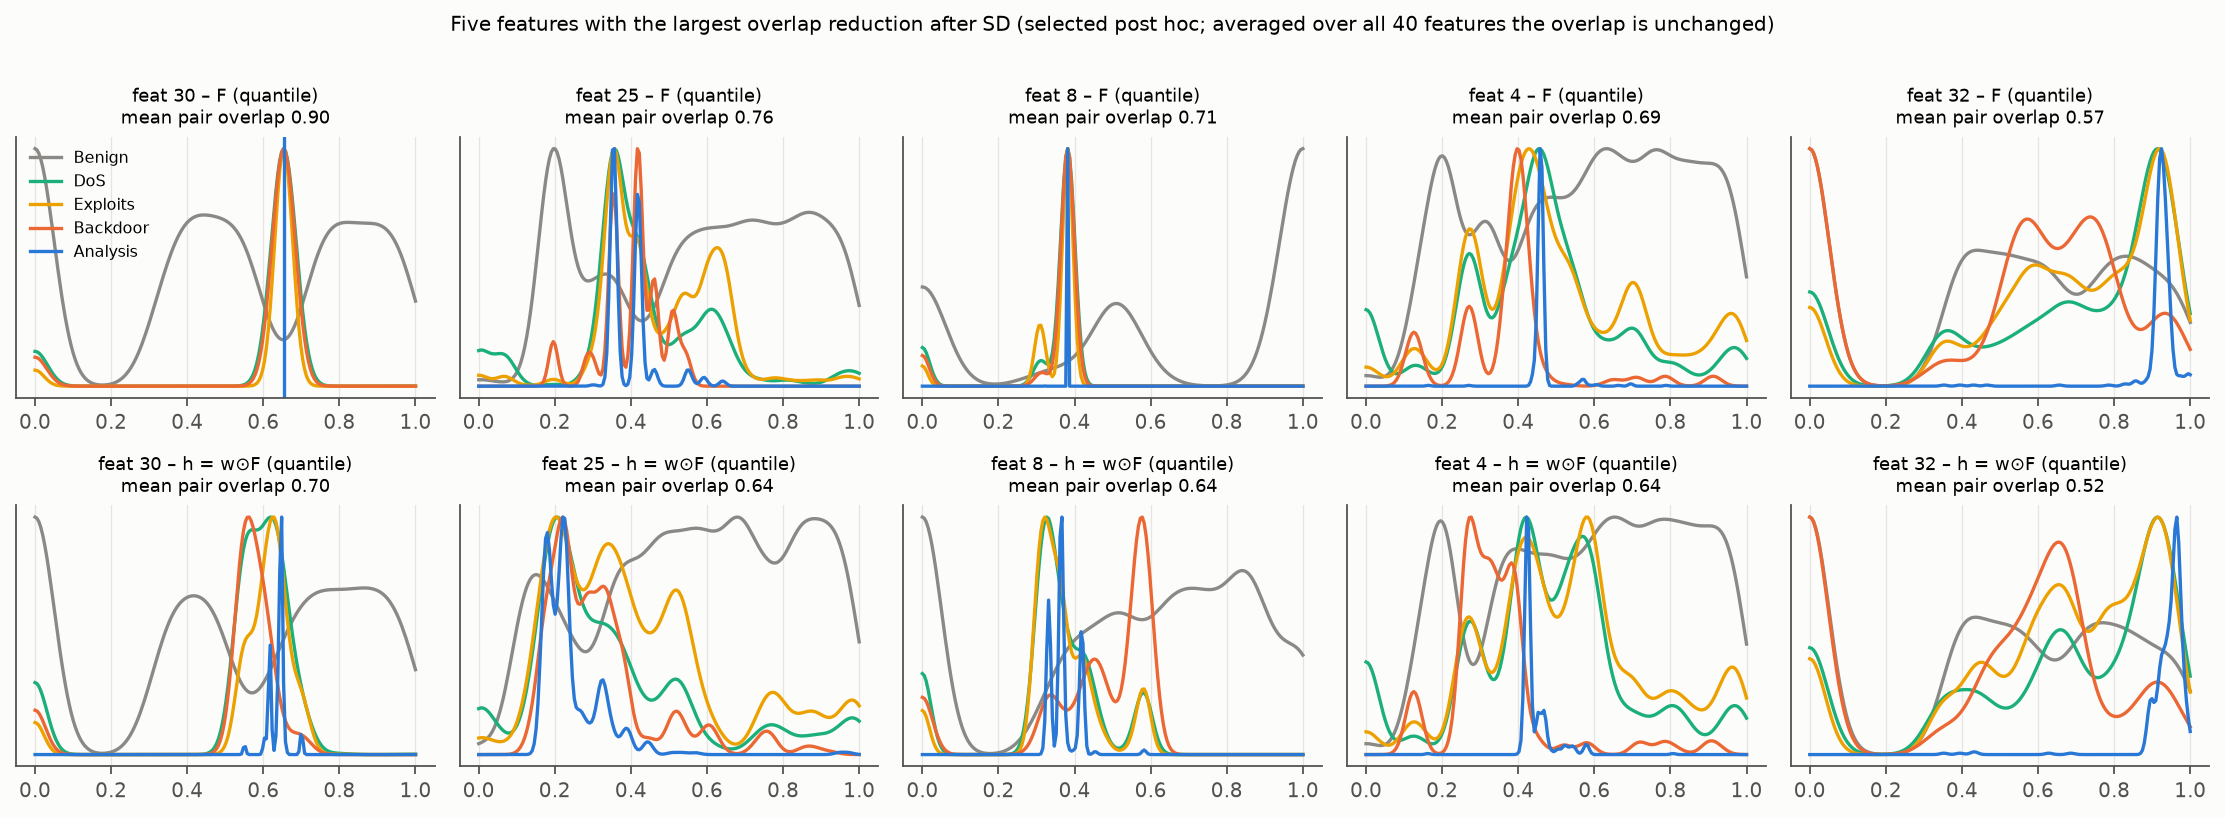 Five features with the largest overlap reduction after SD (selected post hoc; averaged over all 40 features the overlap is unchanged)
feat 30 – F (quantile)
mean pair overlap 0.90
feat 25 – F (quantile)
mean pair overlap 0.76
feat 8 – F (quantile)
mean pair overlap 0.71
feat 4 – F (quantile)
mean pair overlap 0.69
feat 32 – F (quantile)
mean pair overlap 0.57
Benign
DoS
Exploits
Backdoor
Analysis
0.0 0.2 0.4 0.6 0.8 1.0
0.0 0.2 0.4 0.6 0.8 1.0
0.0 0.2 0.4 0.6 0.8 1.0
0.0 0.2 0.4 0.6 0.8 1.0
0.0 0.2 0.4 0.6 0.8 1.0
feat 30 – h = w⊙F (quantile)
mean pair overlap 0.70
feat 25 – h = w⊙F (quantile)
mean pair overlap 0.64
feat 8 – h = w⊙F (quantile)
mean pair overlap 0.64
feat 4 – h = w⊙F (quantile)
mean pair overlap 0.64
feat 32 – h = w⊙F (quantile)
mean pair overlap 0.52
0.0 0.2 0.4 0.6 0.8 1.0
0.0 0.2 0.4 0.6 0.8 1.0
0.0 0.2 0.4 0.6 0.8 1.0
0.0 0.2 0.4 0.6 0.8 1.0
0.0 0.2 0.4 0.6 0.8 1.0